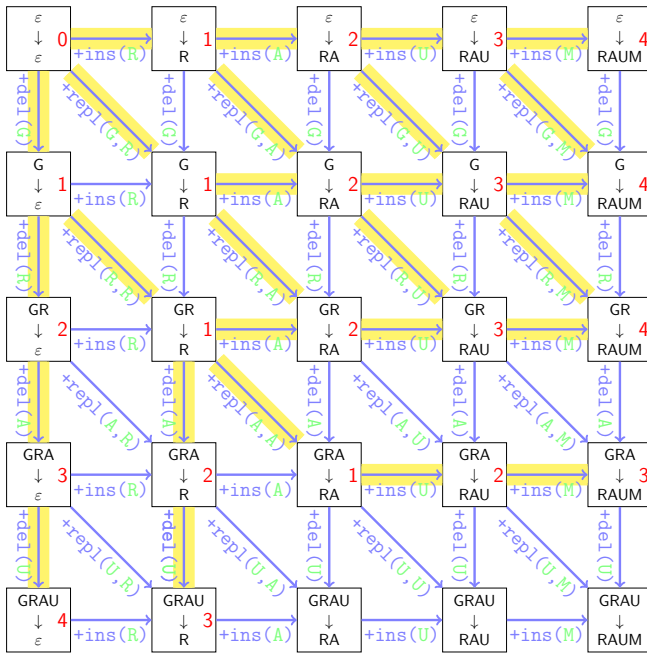 ε ε ε ε ε
↓ 0 ↓ 1 ↓ 2 ↓ 3 ↓ 4
ε +ins(R) R +ins(A) RA +ins(U) RAU +ins(M) RAUM
+del(G) +repl(G,R) +del(G) +repl(G,A) +del(G) +repl(G,U) +del(G) +repl(G,M) +del(G)
G G G G G
↓ 1 ↓ 1 ↓ 2 ↓ 3 ↓ 4
ε +ins(R) R +ins(A) RA +ins(U) RAU +ins(M) RAUM
+del(R) +repl(R,R) +del(R) +repl(R,A) +del(R) +repl(R,U) +del(R) +repl(R,M) +del(R)
GR GR GR GR GR
↓ 2 ↓ 1 ↓ 2 ↓ 3 ↓ 4
ε +ins(R) R +ins(A) RA +ins(U) RAU +ins(M) RAUM
+del(A) +repl(A,R) +del(A) +repl(A,A) +del(A) +repl(A,U) +del(A) +repl(A,M) +del(A)
GRA GRA GRA GRA GRA
↓ 3 ↓ 2 ↓ 1 ↓ 2 ↓ 3
ε +ins(R) R +ins(A) RA +ins(U) RAU +ins(M) RAUM
+del(U) +repl(U,R) +del(U) +repl(U,A) +del(U) +repl(U,U) +del(U) +repl(U,M) +del(U)
GRAU GRAU GRAU GRAU GRAU
↓ 4 ↓ 3 ↓ ↓ ↓
ε +ins(R) R +ins(A) RA +ins(U) RAU +ins(M) RAUM